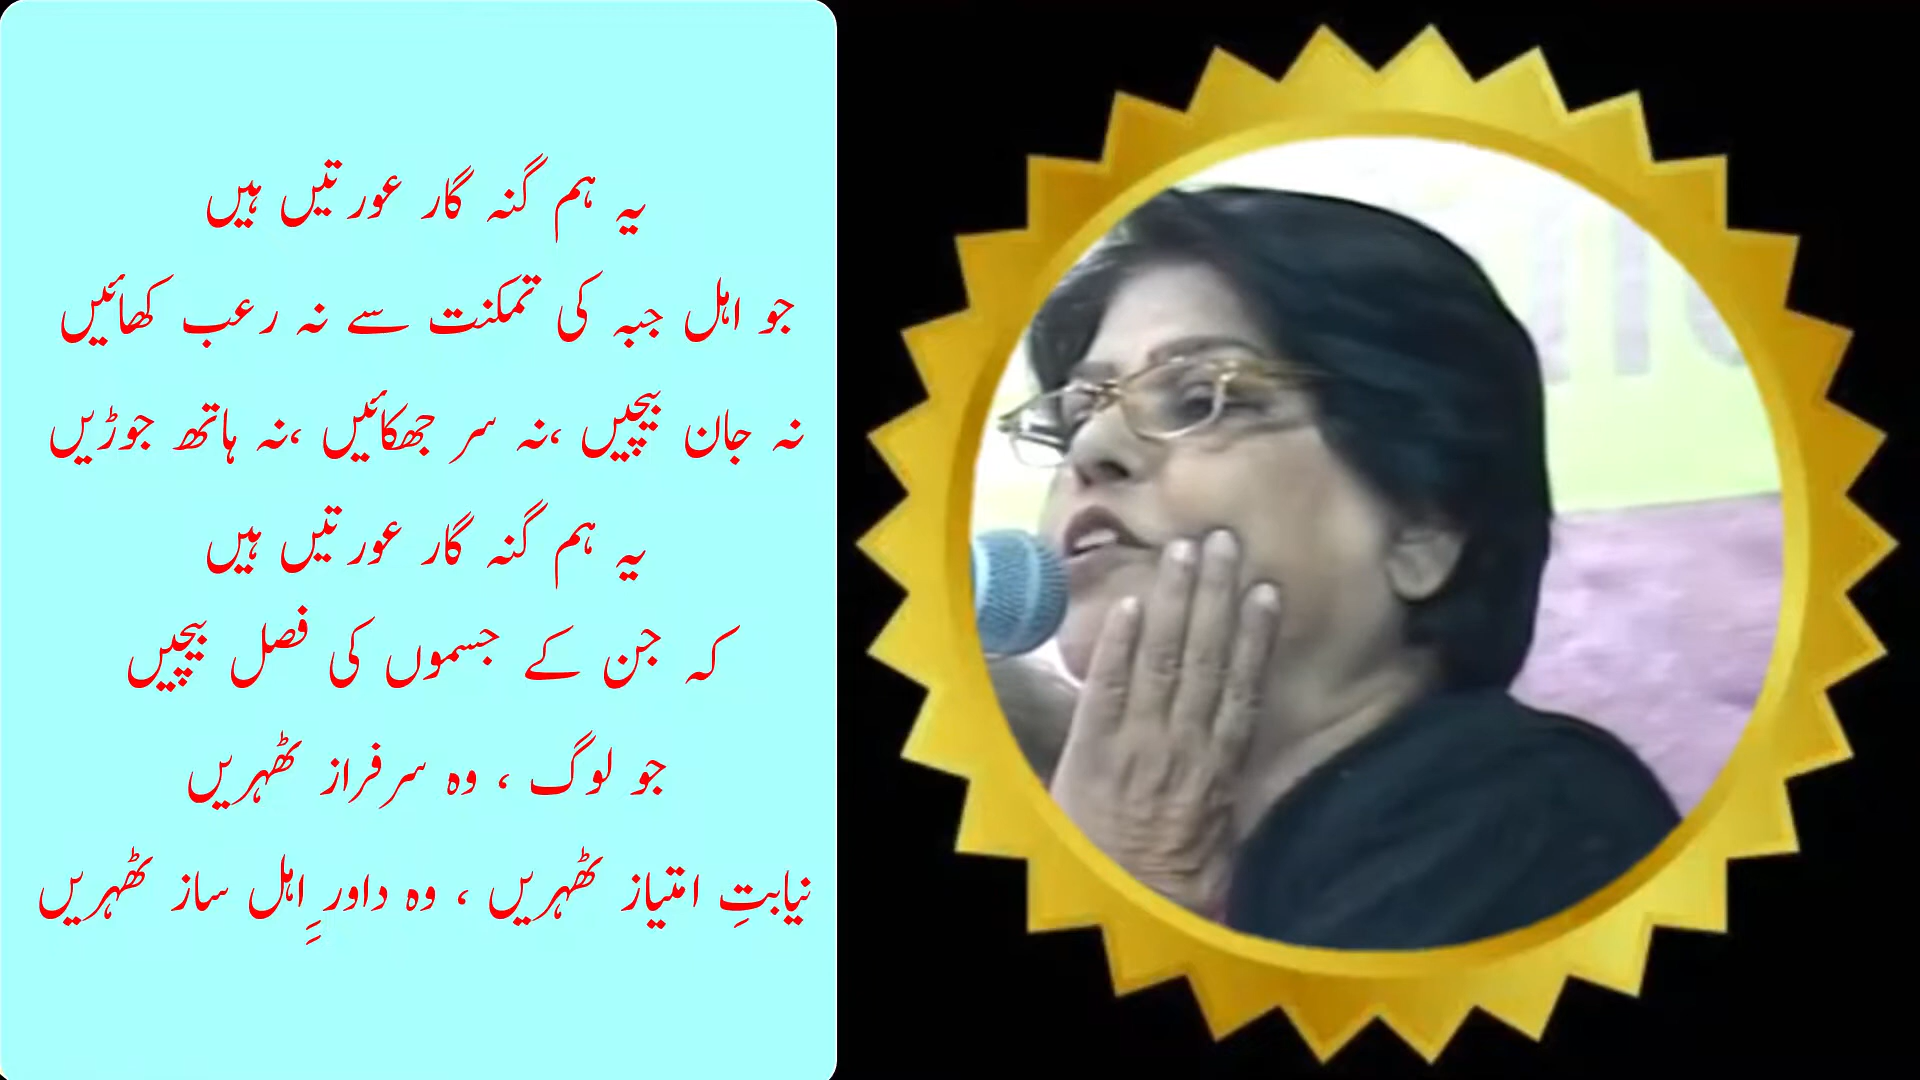 یہ ہم گنہ گار عورتیں ہیں
جو اہل جبہ کی تمکنت سے نہ رعب کھائیں
نہ جان بیچیں ،نہ سر جھکائیں ،نہ ہاتھ جوڑیں
یہ ہم گنہ گار عورتیں ہیں
کہ جن کے جسموں کی فصل بیچیں
جو لوگ ، وہ سرفراز ٹھہریں
نیابتِ امتیاز ٹھہریں ، وہ داورِ اہل ساز ٹھہریں